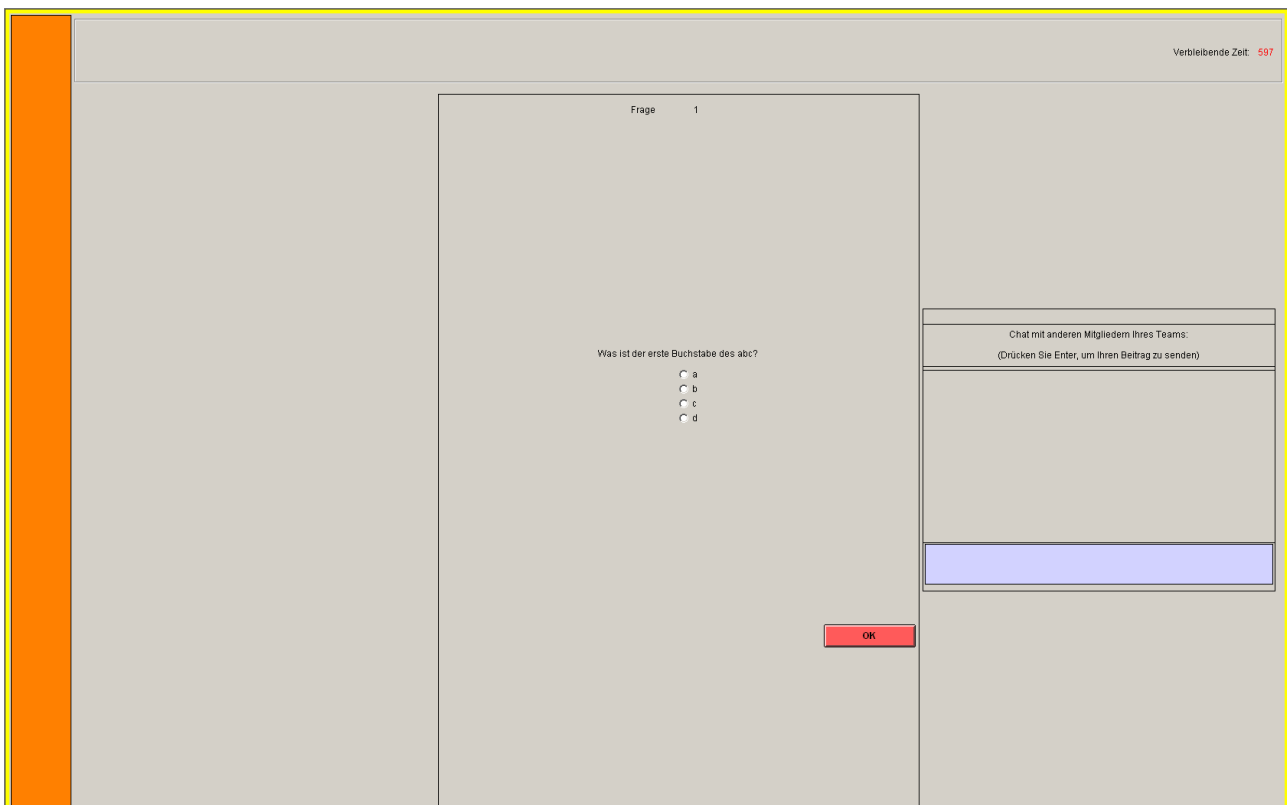 Verbleibende Zeit: 597
Frage 1
Was ist der erste Buchstabe des abc?
a
b
c
d
OK
Chat mit anderen Mitgliedern Ihres Teams:
(Drücken Sie Enter, um Ihren Beitrag zu senden)